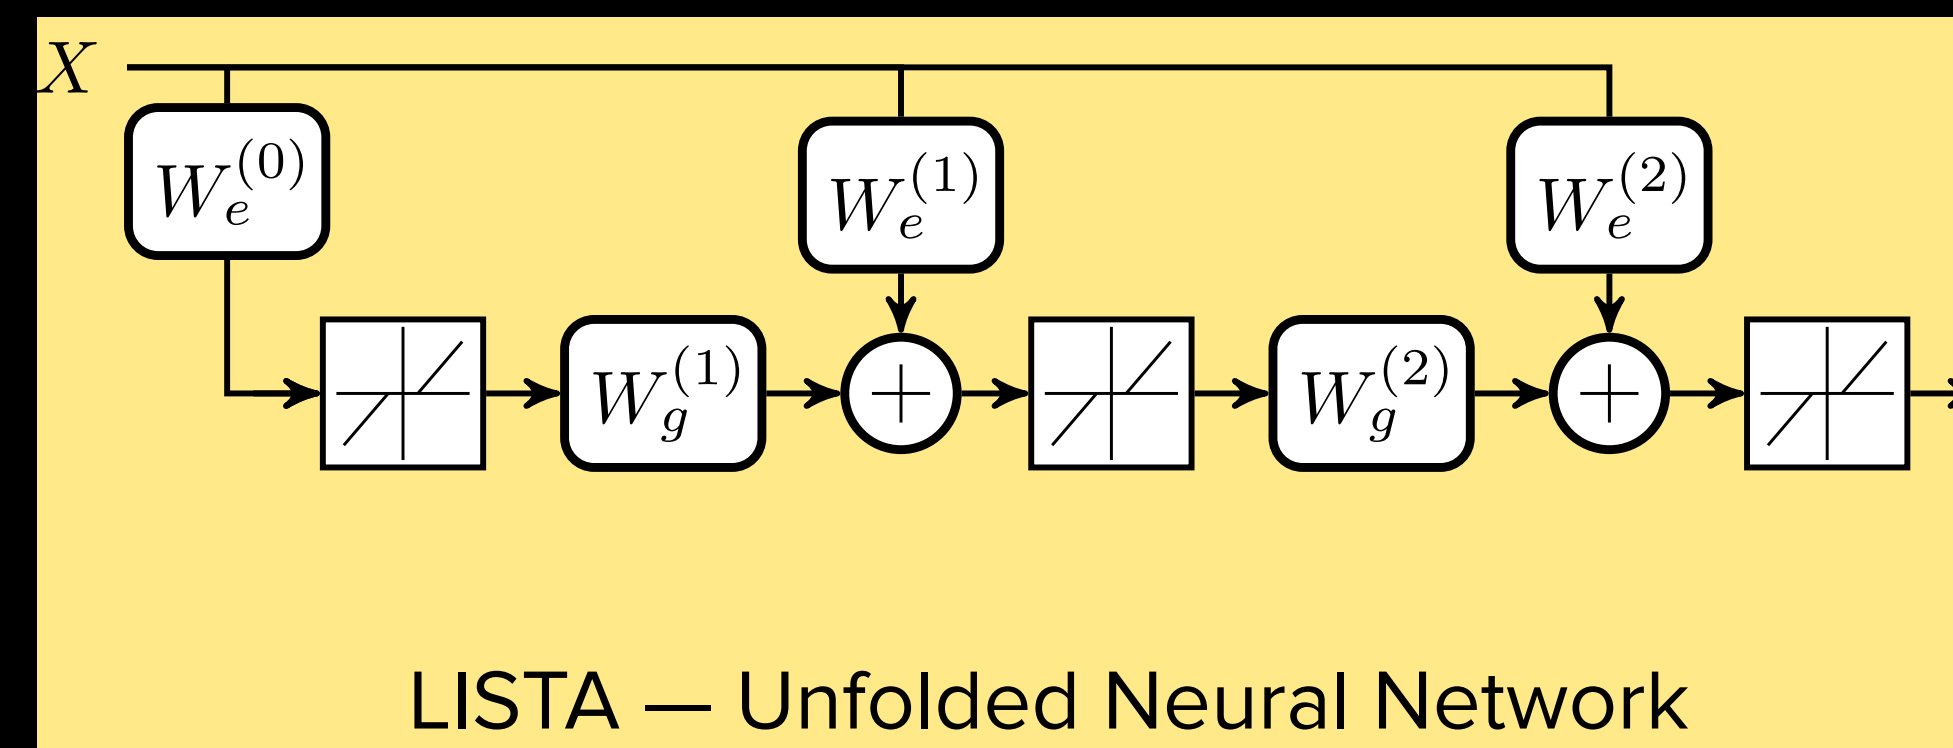 X
W_e^{(0)}
W_e^{(1)}
W_e^{(2)}
W_g^{(1)}
+
W_g^{(2)}
+
LISTA — Unfolded Neural Network